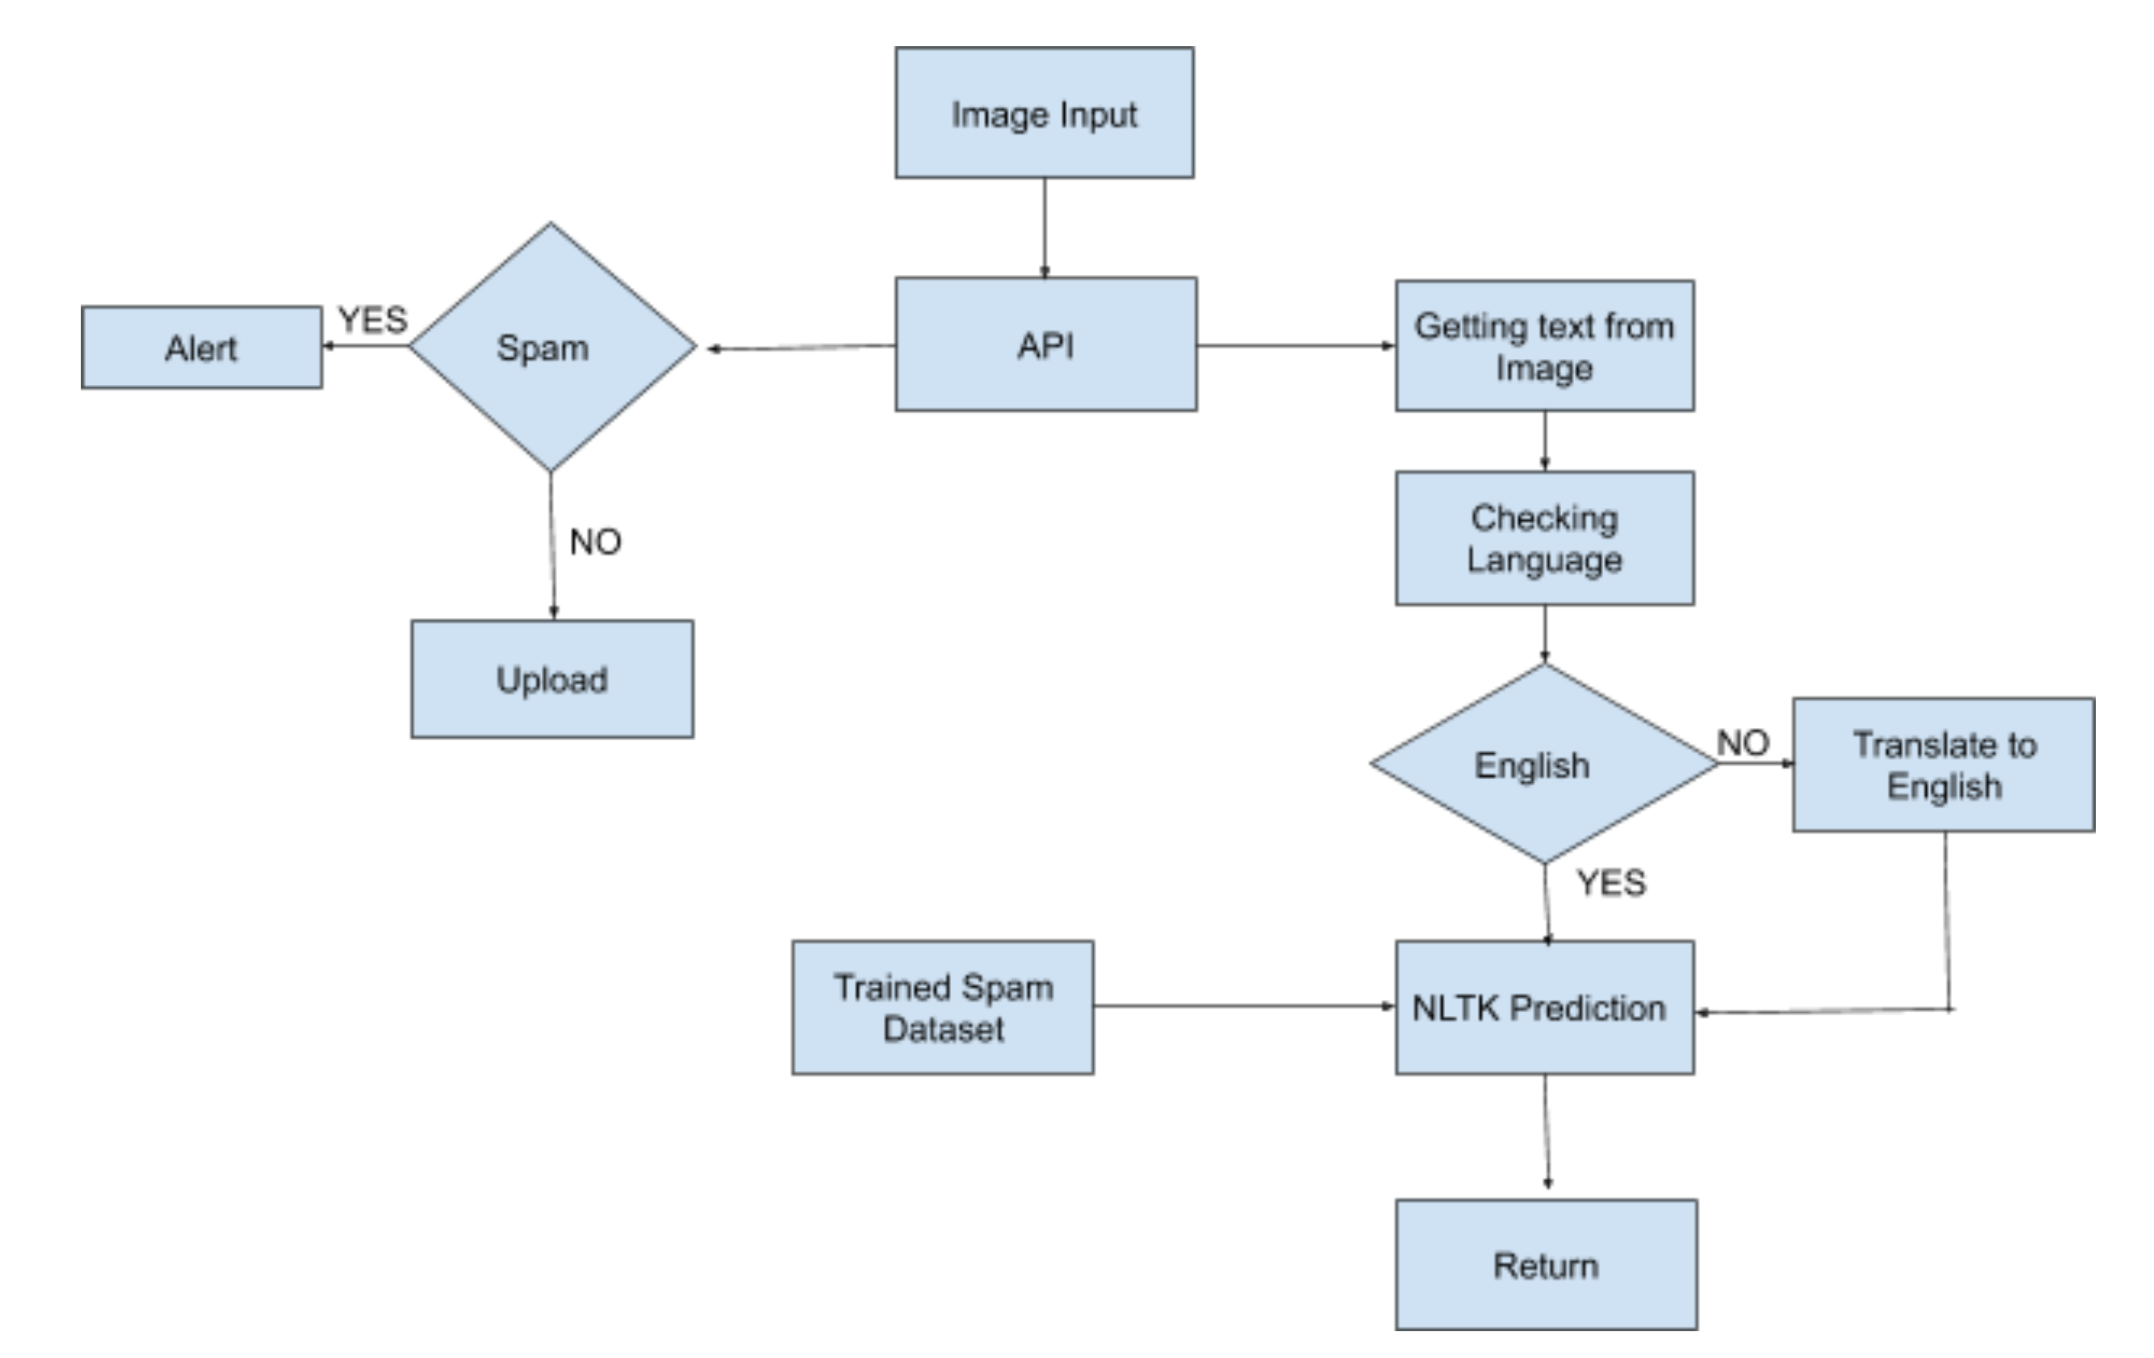 Image Input
YES
Alert
Spam
API
Getting text from
Image
NO
Checking
Language
Upload
English
NO
Translate to
English
YES
Trained Spam
Dataset
NLTK Prediction
Return